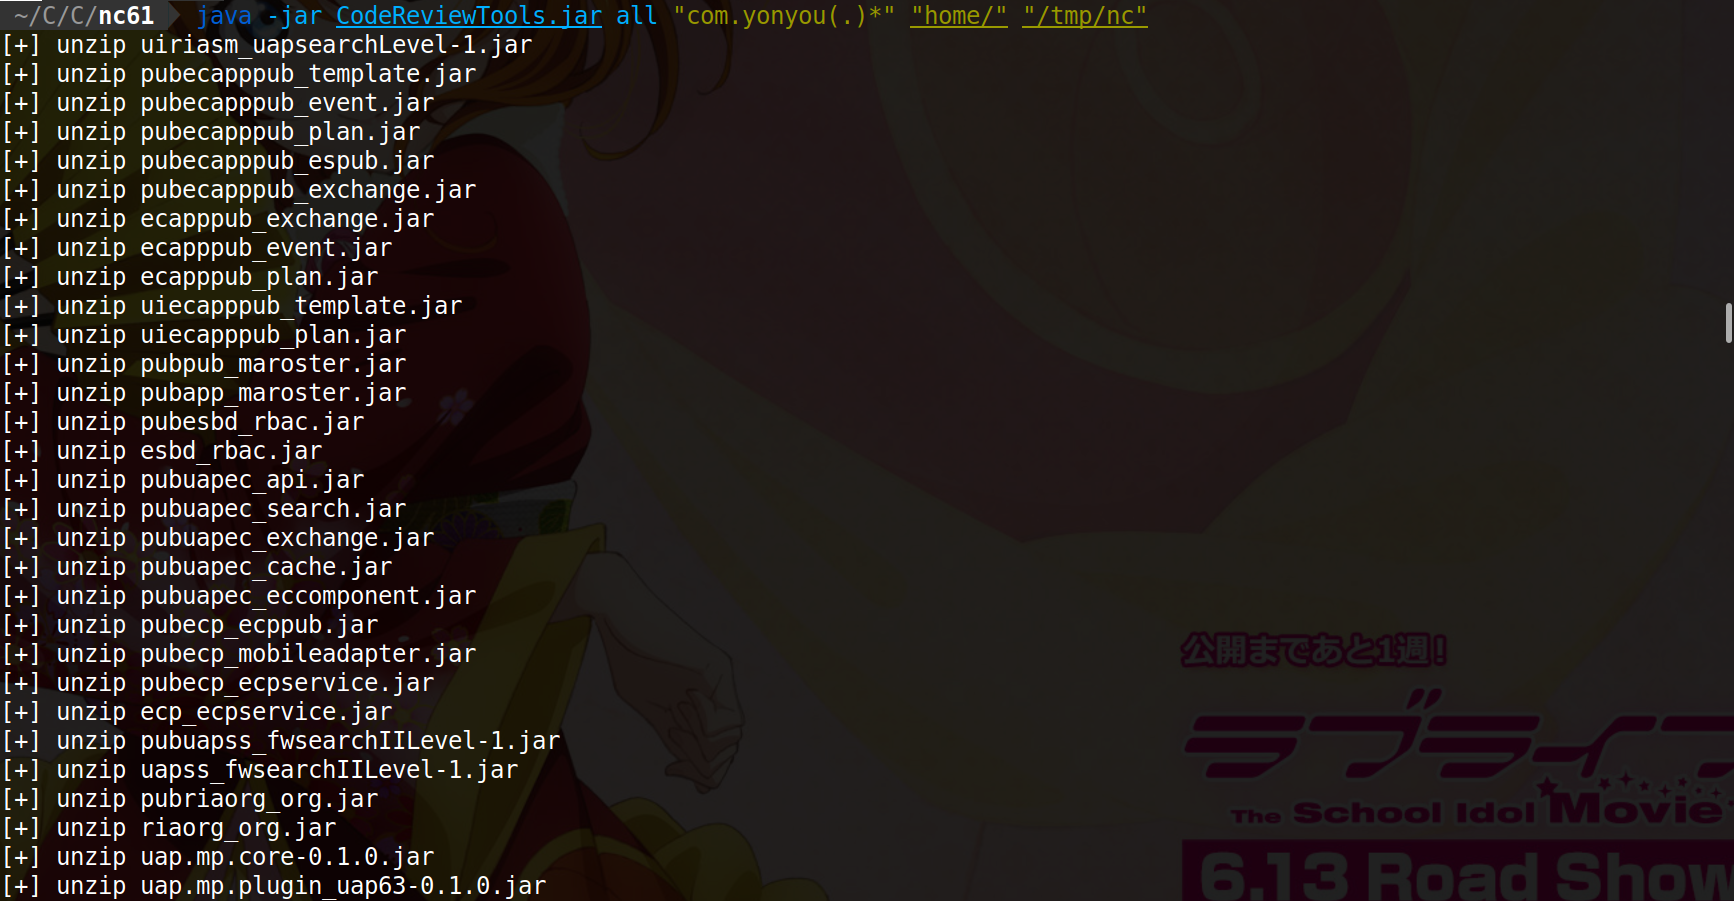 ~/C/C/nc61 java -jar CodeReviewTools.jar all "com.yonyou(.)*" "home/" "/tmp/nc"
[+] unzip uiriasm_uapsearchLevel-1.jar
[+] unzip pubecapppub_template.jar
[+] unzip pubecapppub_event.jar
[+] unzip pubecapppub_plan.jar
[+] unzip pubecapppub_espub.jar
[+] unzip pubecapppub_exchange.jar
[+] unzip ecapppub_exchange.jar
[+] unzip ecapppub_event.jar
[+] unzip ecapppub_plan.jar
[+] unzip uiecapppub_template.jar
[+] unzip uiecapppub_plan.jar
[+] unzip pubpub_maroster.jar
[+] unzip pubapp_maroster.jar
[+] unzip pubesbd_rbac.jar
[+] unzip esbd_rbac.jar
[+] unzip pubuapec_api.jar
[+] unzip pubuapec_search.jar
[+] unzip pubuapec_exchange.jar
[+] unzip pubuapec_cache.jar
[+] unzip pubuapec_eccomponent.jar
[+] unzip pubecp_ecppub.jar
[+] unzip pubecp_mobileadapter.jar
[+] unzip pubecp_ecpservice.jar
[+] unzip ecp_ecpservice.jar
[+] unzip pubuapss_fwsearchIILevel-1.jar
[+] unzip uapss_fwsearchIILevel-1.jar
[+] unzip pubriaorg_org.jar
[+] unzip riaorg_org.jar
[+] unzip uap.mp.core-0.1.0.jar
[+] unzip uap.mp.plugin_uap63-0.1.0.jar
公開まであと1週!
ラブライブ
The School Idol Movie
6.13 Road Show